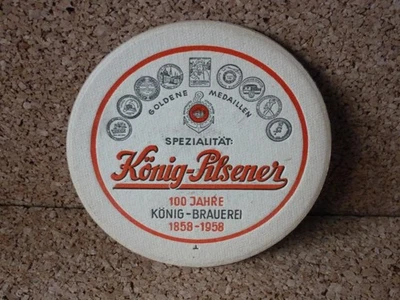 GOLDENE MEDAILLEN
SPEZIALITÄT:
König-Pilsener
100 JAHRE
KÖNIG-BRAUEREI
1858-1958